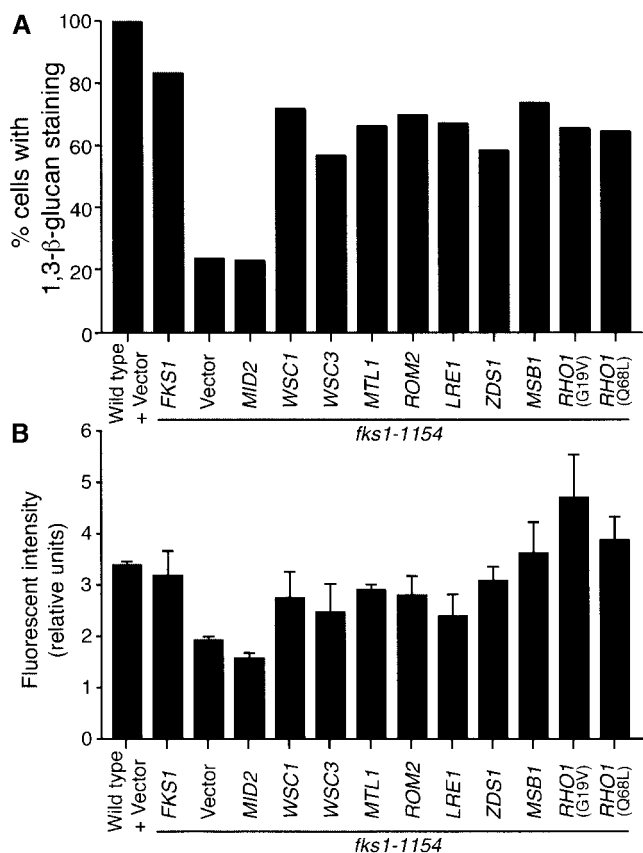 A
% cells with
1,3-β-glucan staining
100
80
60
40
20
0
Wild type
+ Vector
FKS1
Vector
MID2
WSC1
WSC3
MTL1
ROM2
LRE1
ZDS1
MSB1
RHO1
(G19V)
RHO1
(Q68L)
fks1-1154
B
Fluorescent intensity
(relative units)
6
5
4
3
2
1
0
Wild type
+ Vector
FKS1
Vector
MID2
WSC1
WSC3
MTL1
ROM2
LRE1
ZDS1
MSB1
RHO1
(G19V)
RHO1
(Q68L)
fks1-1154